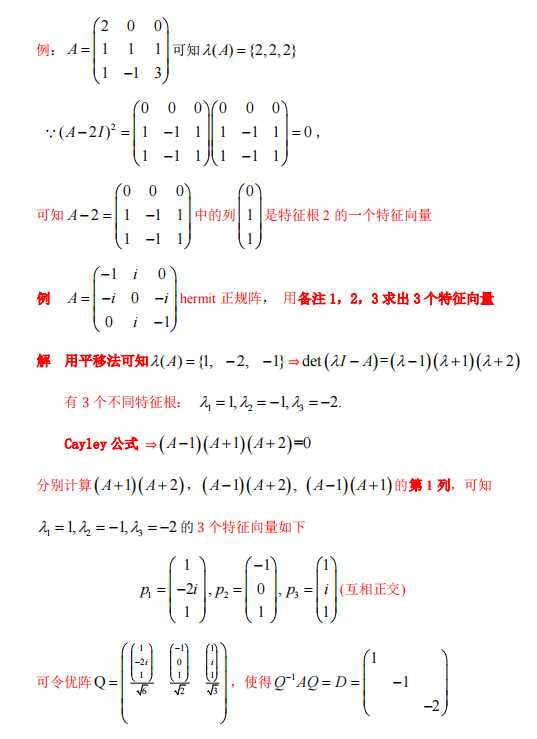 例: $A=\begin{pmatrix}2&0&0\\1&1&1\\1&-1&3\end{pmatrix}$ 可知 $\lambda(A)=\{2,2,2\}$
$\because (A-2I)^2=\begin{pmatrix}0&0&0\\1&-1&1\\1&-1&1\end{pmatrix}\begin{pmatrix}0&0&0\\1&-1&1\\1&-1&1\end{pmatrix}=0$ ,
可知 $A-2=\begin{pmatrix}0&0&0\\1&-1&1\\1&-1&1\end{pmatrix}$ 中的列 $\begin{pmatrix}0\\1\\1\end{pmatrix}$ 是特征根 2 的一个特征向量
例 $A=\begin{pmatrix}-1&i&0\\-i&0&-i\\0&i&-1\end{pmatrix}$ hermit 正规阵， 用备注 1，2，3 求出 3 个特征向量
解 用平移法可知 $\lambda(A)=\{1,\ -2,\ -1\}\Rightarrow\det(\lambda I-A)=(\lambda-1)(\lambda+1)(\lambda+2)$
有 3 个不同特征根： $\lambda_1=1,\lambda_2=-1,\lambda_3=-2.$
Cayley 公式 $\Rightarrow(A-1)(A+1)(A+2)=0$
分别计算 $(A+1)(A+2)$，$(A-1)(A+2)$, $(A-1)(A+1)$ 的第 1 列，可知
$\lambda_1=1,\lambda_2=-1,\lambda_3=-2$ 的 3 个特征向量如下
$p_1=\begin{pmatrix}1\\-2i\\1\end{pmatrix},p_2=\begin{pmatrix}-1\\0\\1\end{pmatrix},p_3=\begin{pmatrix}1\\i\\1\end{pmatrix}$ (互相正交)
可令优阵 $Q=\begin{pmatrix}\frac{\begin{pmatrix}1\\-2i\\1\end{pmatrix}}{\sqrt6}&\frac{\begin{pmatrix}-1\\0\\1\end{pmatrix}}{\sqrt2}&\frac{\begin{pmatrix}1\\i\\1\end{pmatrix}}{\sqrt3}\end{pmatrix}$，使得 $Q^{-1}AQ=D=\begin{pmatrix}1&&\\&-1&\\&&-2\end{pmatrix}$